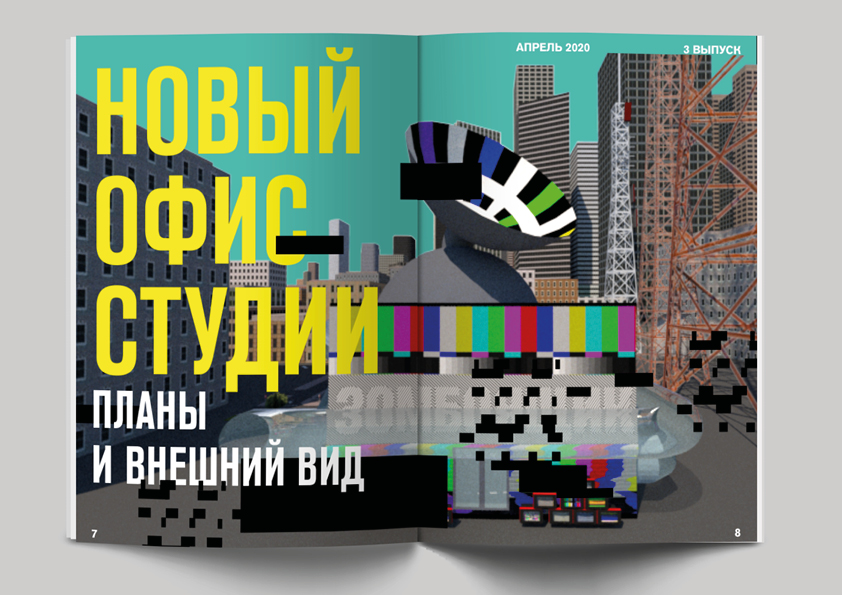 АПРЕЛЬ 2020
3 ВЫПУСК
НОВЫЙ
ОФИС
СТУДИИ
ПЛАНЫ
И ВНЕШНИЙ ВИД
7
8